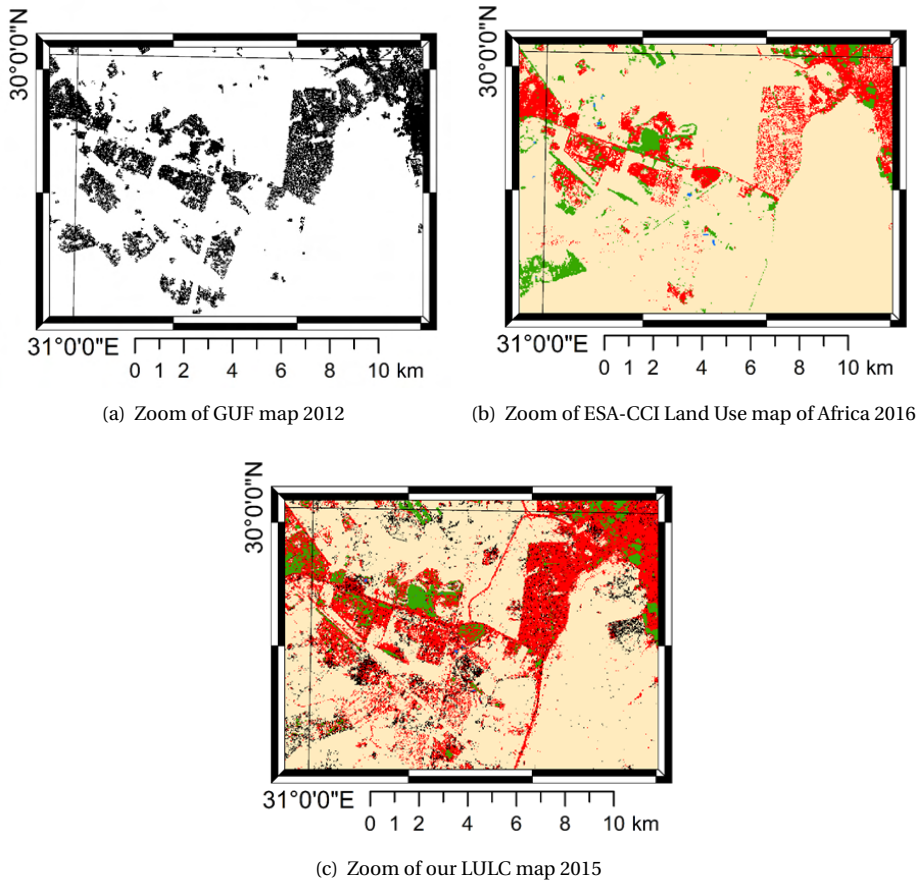 30°0'0"N
31°0'0"E
0 1 2 4 6 8 10 km
(a) Zoom of GUF map 2012
30°0'0"N
31°0'0"E
0 1 2 4 6 8 10 km
(b) Zoom of ESA-CCI Land Use map of Africa 2016
30°0'0"N
31°0'0"E
0 1 2 4 6 8 10 km
(c) Zoom of our LULC map 2015